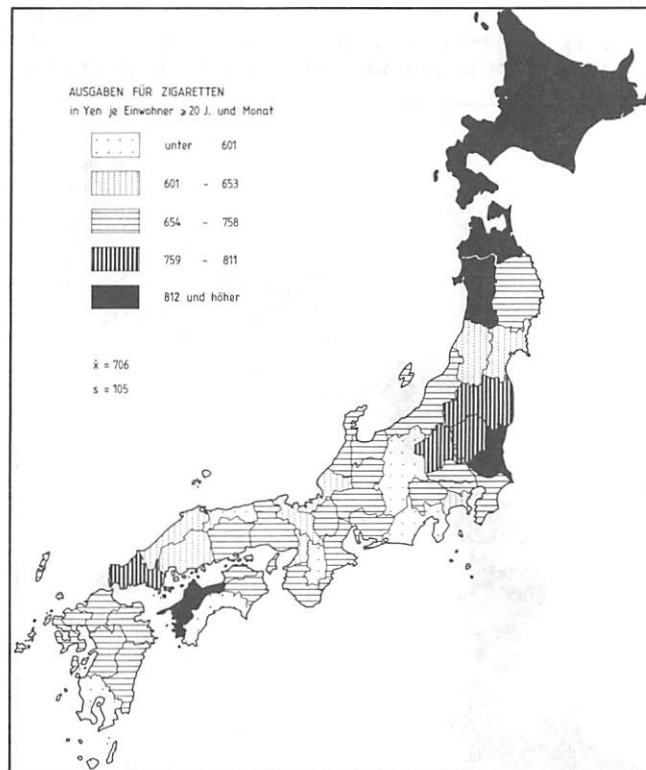 AUSGABEN FÜR ZIGARETTEN
in Yen je Einwohner ⩾ 20 J. und Monat
unter 601
601 - 653
654 - 758
759 - 811
812 und höher
x̄ = 706
s = 105